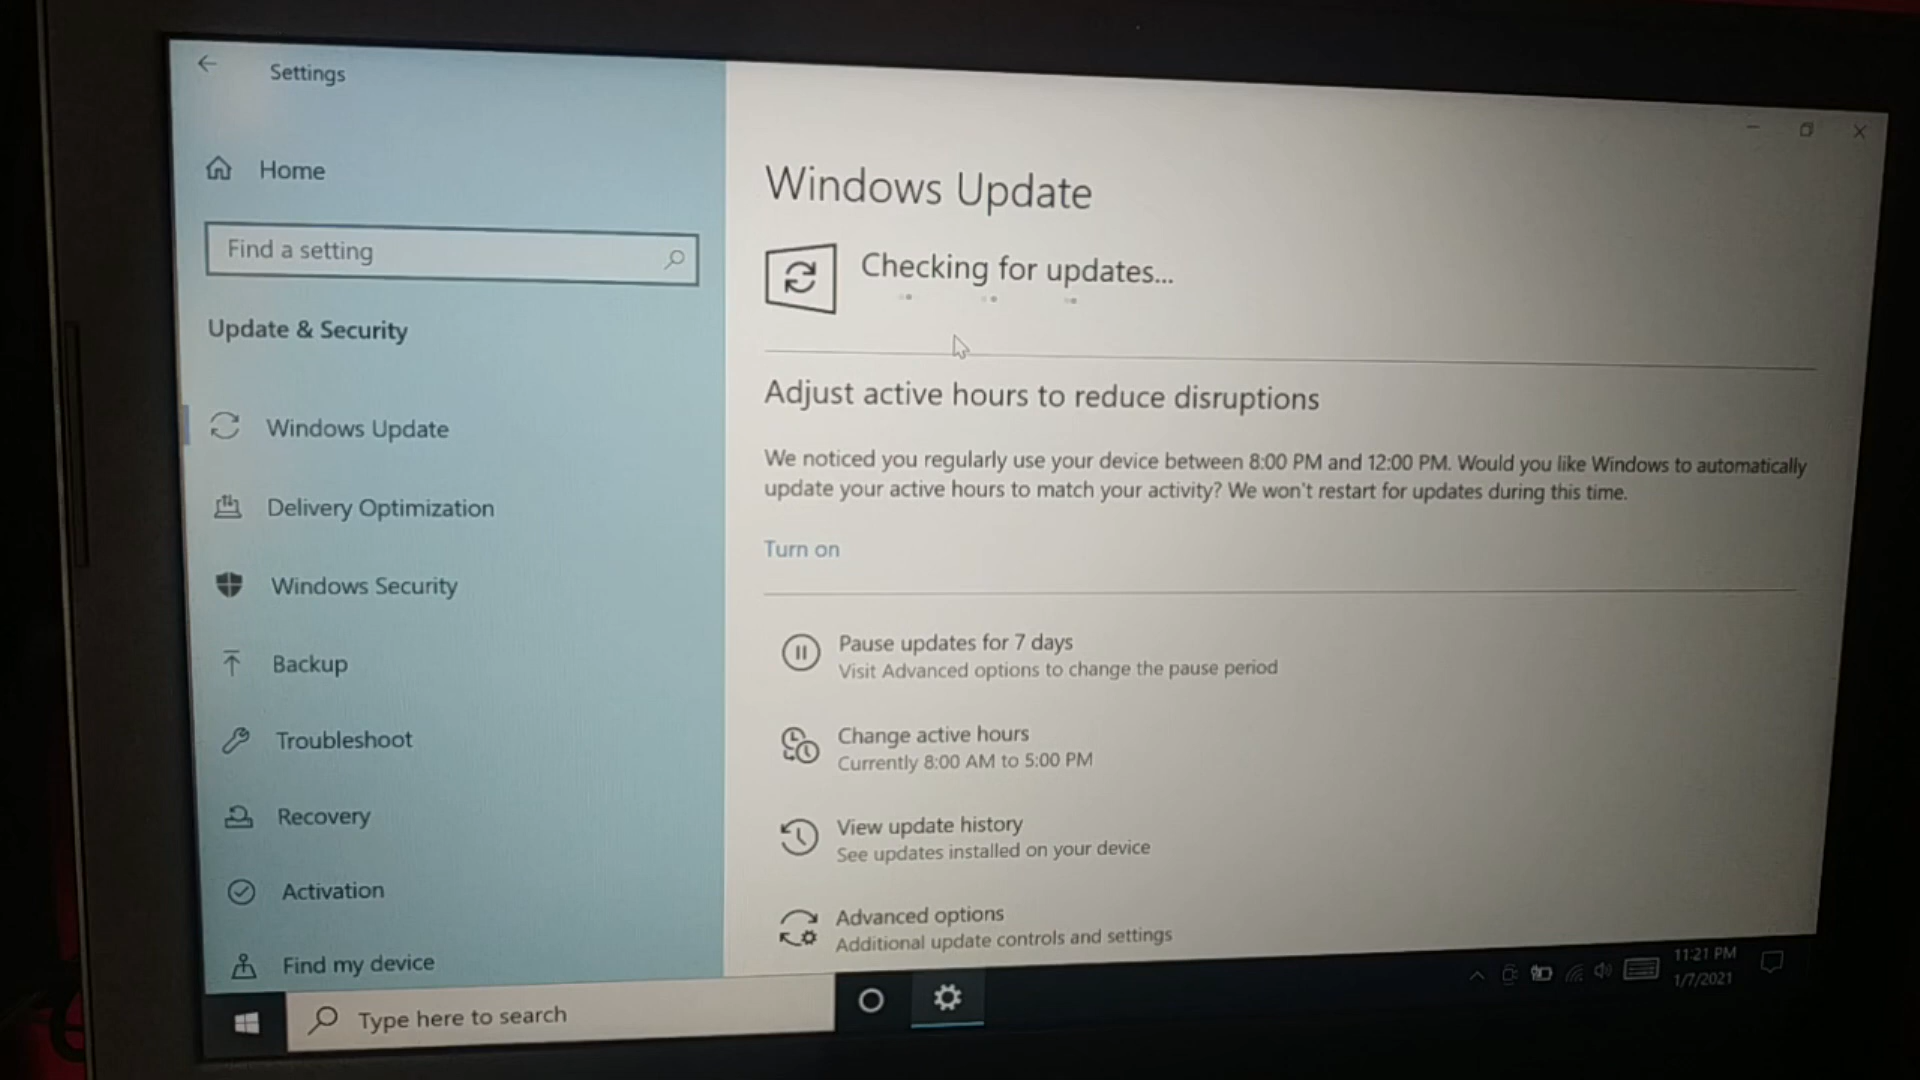 Settings
Home
Find a setting
Update & Security
Windows Update
Delivery Optimization
Windows Security
Backup
Troubleshoot
Recovery
Activation
Find my device
Windows Update
Checking for updates...
Adjust active hours to reduce disruptions
We noticed you regularly use your device between 8:00 PM and 12:00 PM. Would you like Windows to automatically
update your active hours to match your activity? We won't restart for updates during this time.
Turn on
Pause updates for 7 days
Visit Advanced options to change the pause period
Change active hours
Currently 8:00 AM to 5:00 PM
View update history
See updates installed on your device
Advanced options
Additional update controls and settings
Type here to search
11:21 PM
1/7/2021